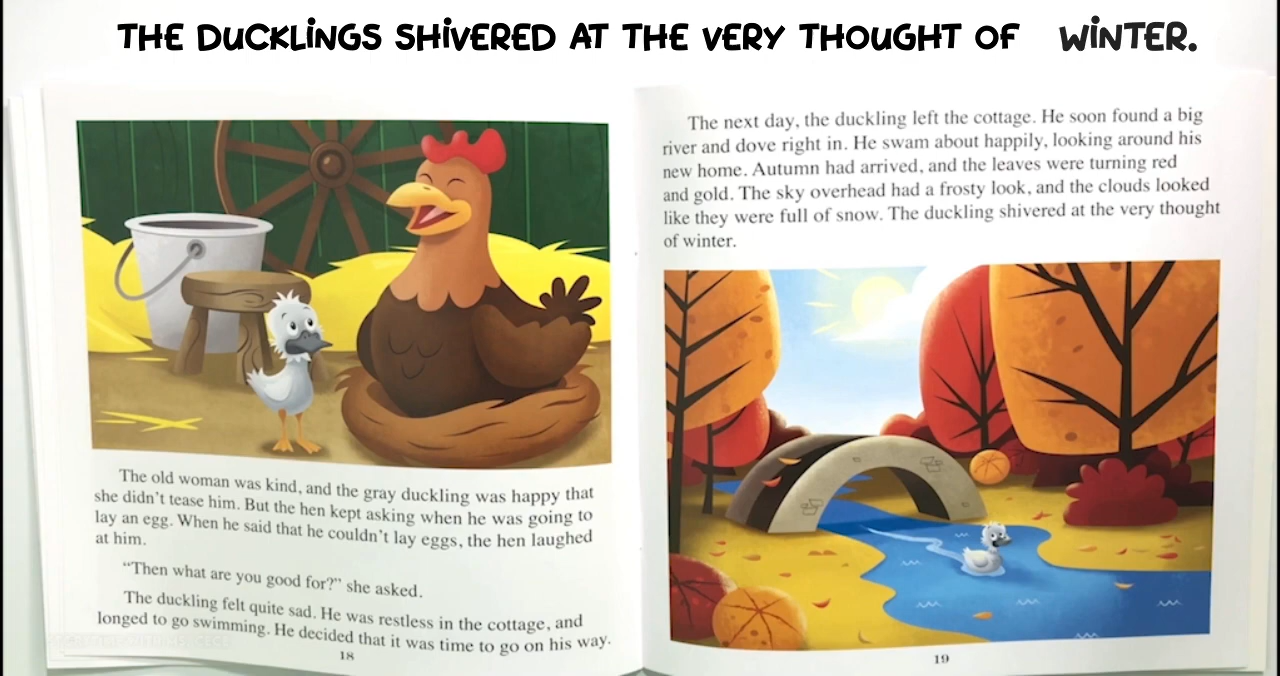 THE DUCKLINGS SHIVERED AT THE VERY THOUGHT OF WINTER.
The old woman was kind, and the gray duckling was happy that
she didn't tease him. But the hen kept asking when he was going to
lay an egg. When he said that he couldn't lay eggs, the hen laughed
at him.
“Then what are you good for?” she asked.
The duckling felt quite sad. He was restless in the cottage, and
longed to go swimming. He decided that it was time to go on his way.
18
The next day, the duckling left the cottage. He soon found a big
river and dove right in. He swam about happily, looking around his
new home. Autumn had arrived, and the leaves were turning red
and gold. The sky overhead had a frosty look, and the clouds looked
like they were full of snow. The duckling shivered at the very thought
of winter.
19